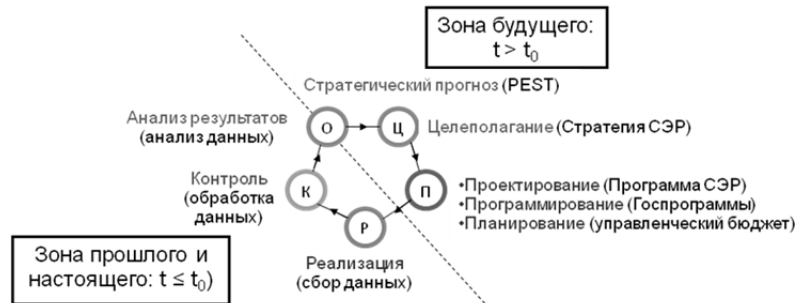 Зона будущего:
t > t₀
Стратегический прогноз (PEST)
Анализ результатов
(анализ данных)
О
Ц
Целеполагание (Стратегия СЭР)
Контроль
(обработка
данных)
К
П
•Проектирование (Программа СЭР)
•Программирование (Госпрограммы)
•Планирование (управленческий бюджет)
Р
Реализация
(сбор данных)
Зона прошлого и
настоящего: t ≤ t₀)